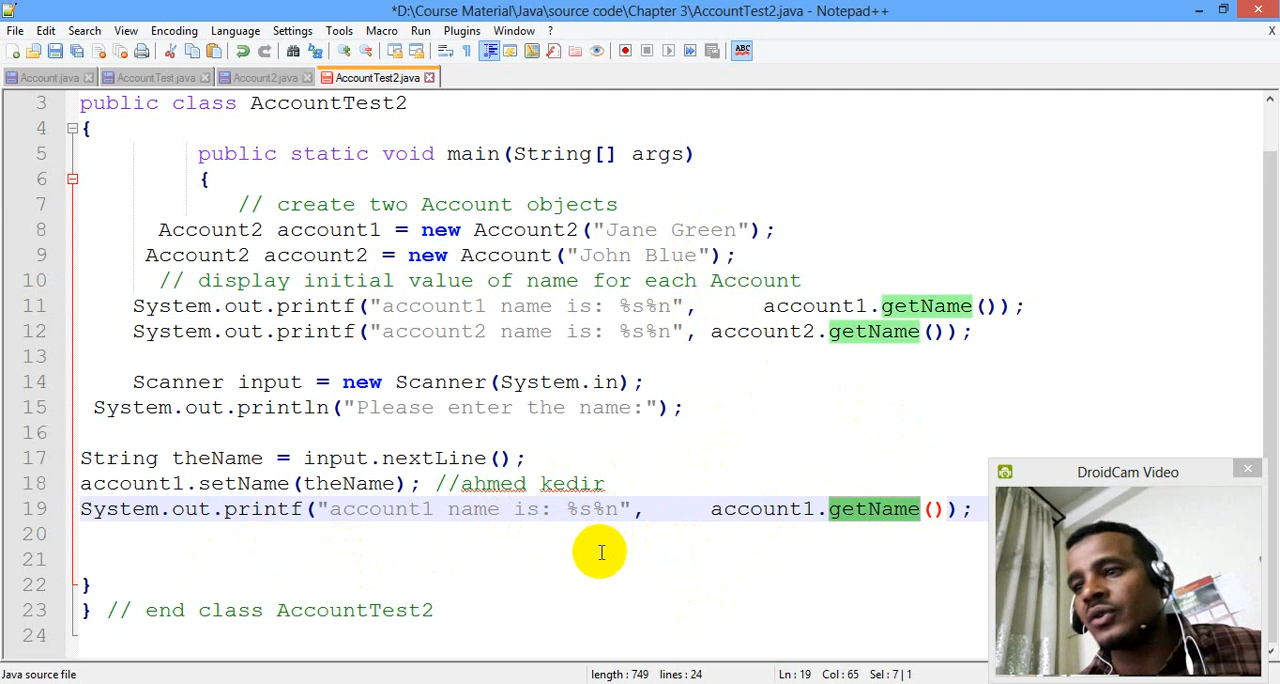 *D:\Course Material\Java\source code\Chapter 3\AccountTest2.java - Notepad++
File Edit Search View Encoding Language Settings Tools Macro Run Plugins Window ? X
ABC
Account.java AccountTest.java Account2.java AccountTest2.java
3 public class AccountTest2
4 {
5 public static void main(String[] args)
6 {
7 // create two Account objects
8 Account2 account1 = new Account2("Jane Green");
9 Account2 account2 = new Account("John Blue");
10 // display initial value of name for each Account
11 System.out.printf("account1 name is: %s%n", account1.getName());
12 System.out.printf("account2 name is: %s%n", account2.getName());
13
14 Scanner input = new Scanner(System.in);
15 System.out.println("Please enter the name:");
16
17 String theName = input.nextLine();
18 account1.setName(theName); //ahmed kedir
19 System.out.printf("account1 name is: %s%n", account1.getName());
20
21
22 }
23 } // end class AccountTest2
24
DroidCam Video
Java source file length : 749 lines : 24 Ln : 19 Col : 65 Sel : 7 | 1